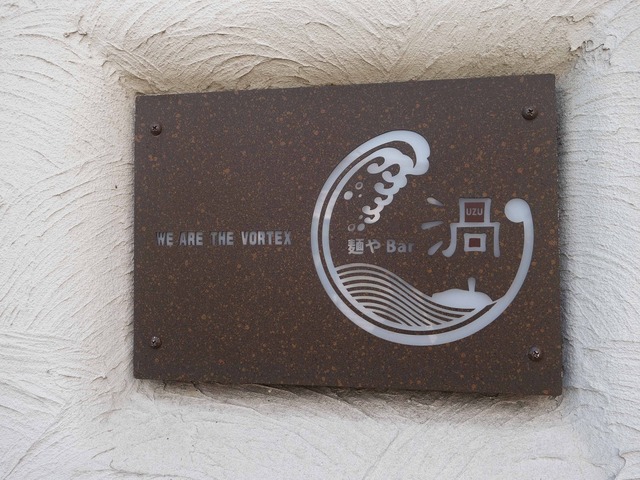 WE ARE THE VORTEX
麺や Bar
渦
UZU